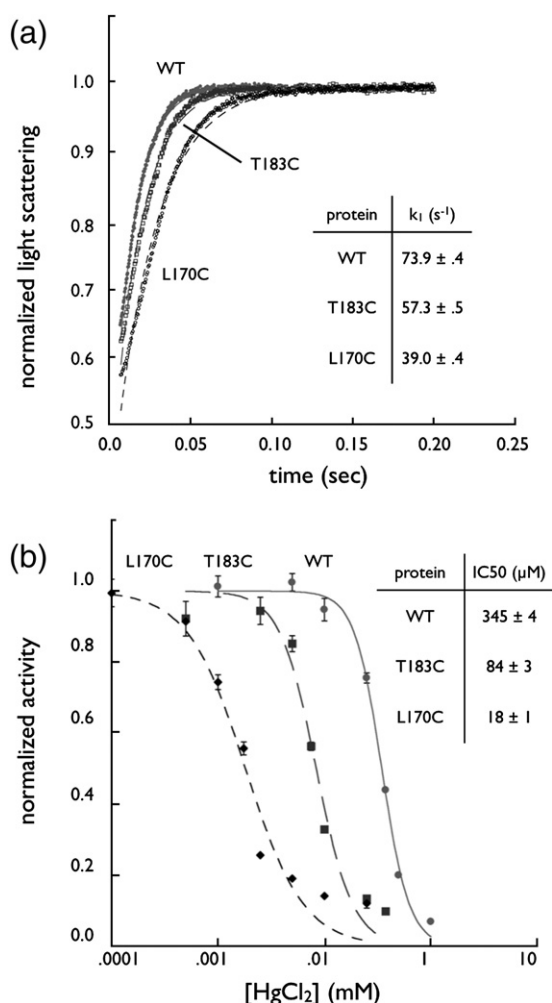 (a)
WT
1.0
0.9
T183C
0.8
0.7
L170C
0.6
0.5
normalized light scattering
protein k₁ (s⁻¹)
WT 73.9 ± .4
T183C 57.3 ± .5
L170C 39.0 ± .4
0.0 0.05 0.10 0.15 0.20 0.25
time (sec)
(b)
L170C T183C WT
1.0
0.8
0.6
0.4
0.2
0.0
normalized activity
protein IC50 (μM)
WT 345 ± 4
T183C 84 ± 3
L170C 18 ± 1
.0001 .001 .01 1 10
[HgCl₂] (mM)